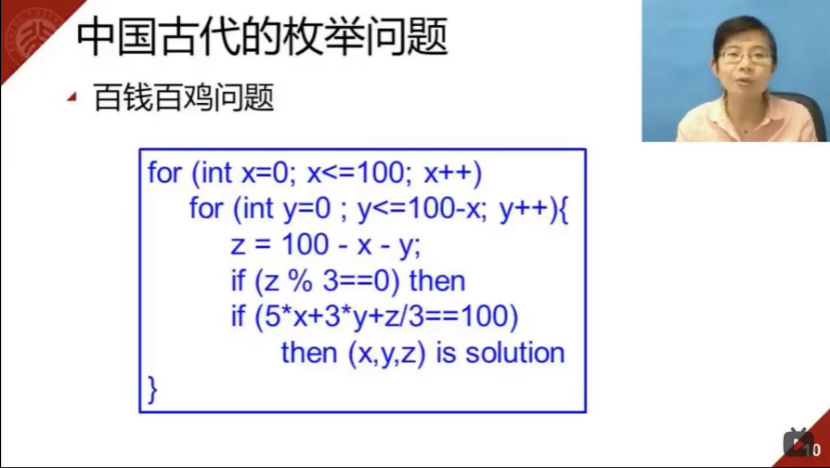 中国古代的枚举问题
百钱百鸡问题
for (int x=0; x<=100; x++)
for (int y=0 ; y<=100-x; y++){
z = 100 - x - y;
if (z % 3==0) then
if (5*x+3*y+z/3==100)
then (x,y,z) is solution
}
10